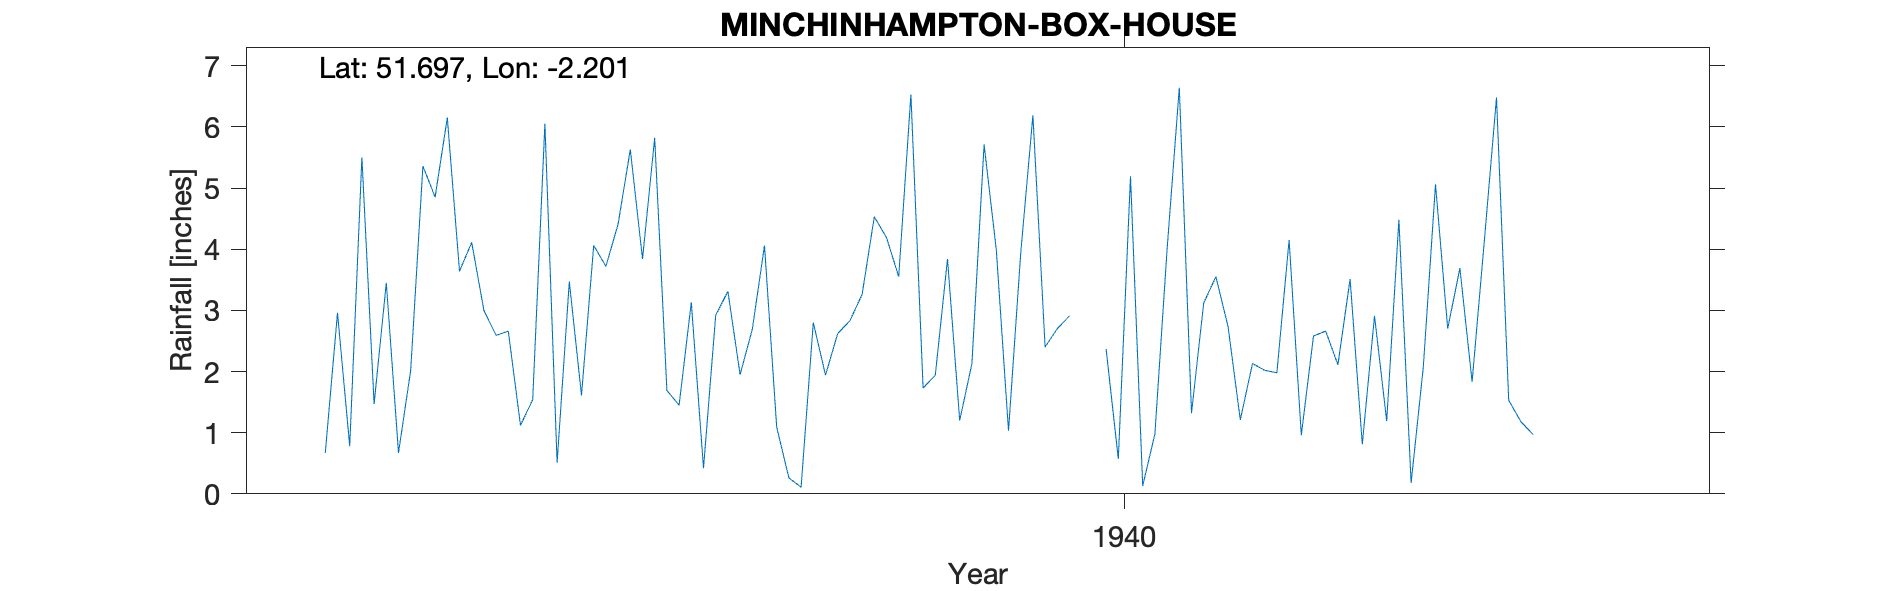 MINCHINHAMPTON-BOX-HOUSE
Lat: 51.697, Lon: -2.201
7
6
5
4
3
2
1
0
Rainfall [inches]
1940
Year